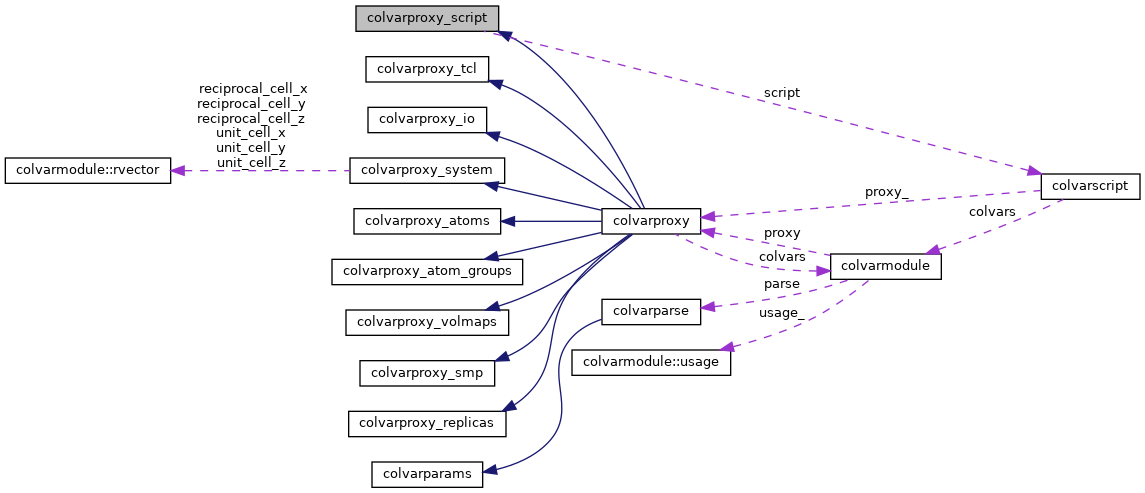 colvarproxy_script
colvarproxy_tcl
script
reciprocal_cell_x
reciprocal_cell_y
reciprocal_cell_z
unit_cell_x
unit_cell_y
unit_cell_z
colvarproxy_io
colvarmodule::rvector
colvarproxy_system
colvarscript
proxy_
colvars
colvarproxy_atoms
colvarproxy
proxy
colvars
colvarmodule
colvarproxy_atom_groups
parse
colvarproxy_volmaps
colvarparse
usage_
colvarproxy_smp
colvarmodule::usage
colvarproxy_replicas
colvarparams